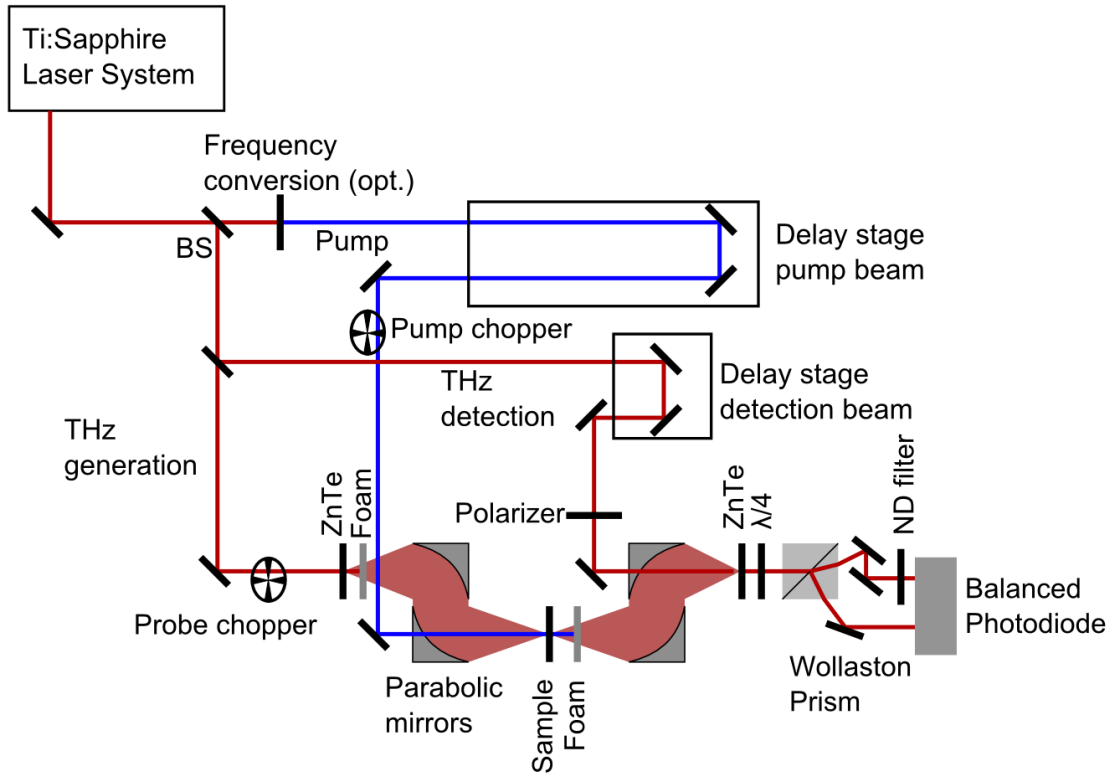 Ti:Sapphire
Laser System
Frequency
conversion (opt.)
BS
Pump
Delay stage
pump beam
Pump chopper
THz
detection
Delay stage
detection beam
THz
generation
ZnTe
Foam
Polarizer
ZnTe
λ/4
ND filter
Probe chopper
Balanced
Photodiode
Parabolic
mirrors
Sample
Foam
Wollaston
Prism